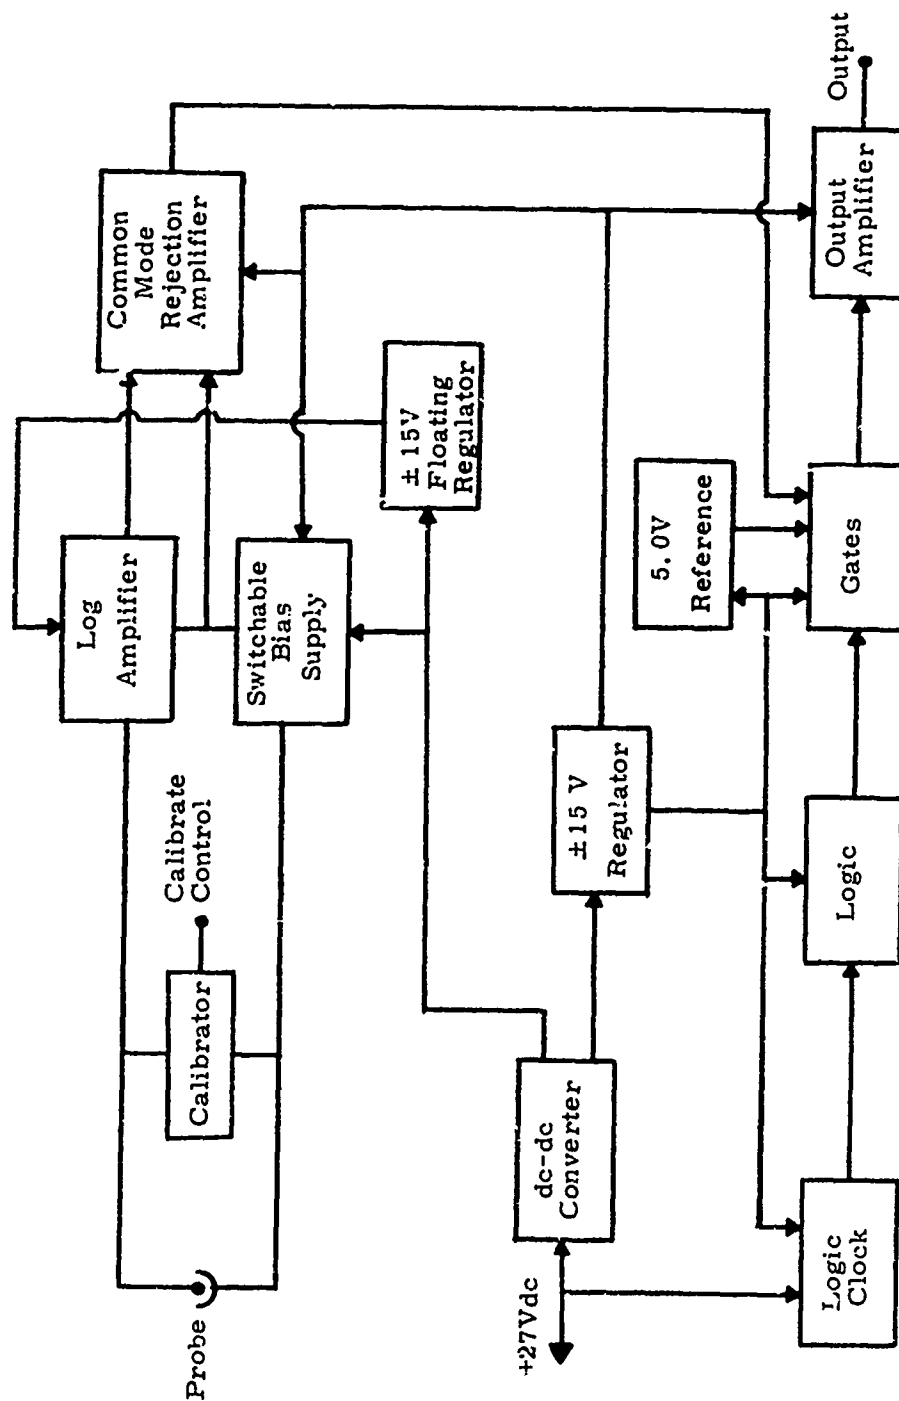 Probe
Calibrator
Calibrate
Control
Log
Amplifier
Switchable
Bias
Supply
Common
Mode
Rejection
Amplifier
± 15V
Floating
Regulator
+27Vdc
dc-dc
Converter
±15 V
Regulator
5.0V
Reference
Logic
Clock
Logic
Gates
Output
Amplifier
Output